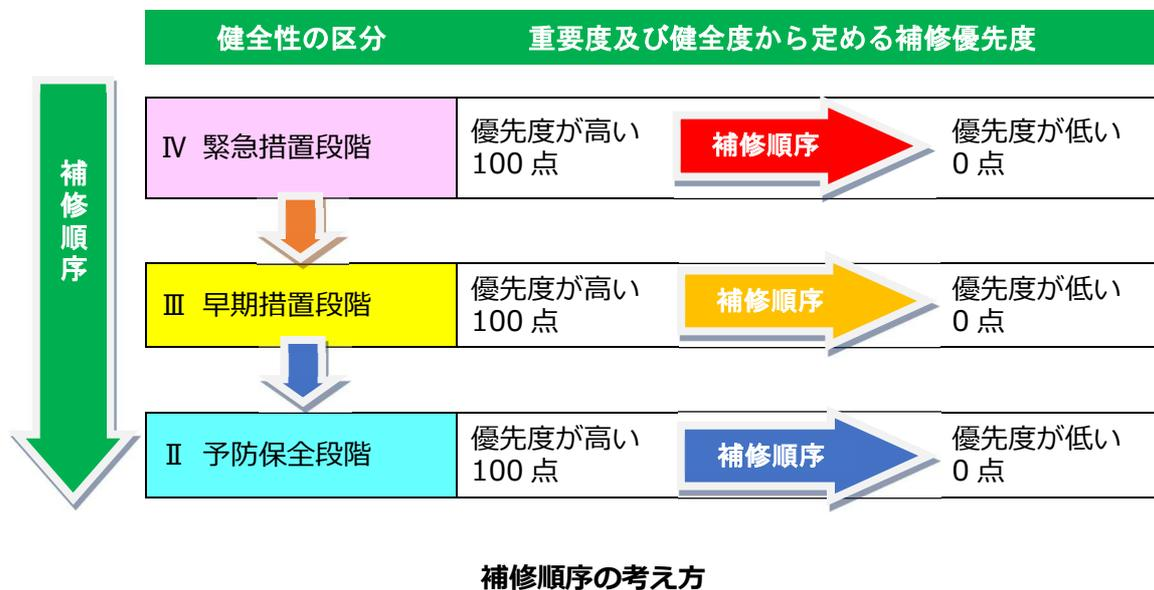 健全性の区分 重要度及び健全度から定める補修優先度
補修順序
Ⅳ 緊急措置段階
優先度が高い
100 点
補修順序
優先度が低い
0 点
Ⅲ 早期措置段階
優先度が高い
100 点
補修順序
優先度が低い
0 点
Ⅱ 予防保全段階
優先度が高い
100 点
補修順序
優先度が低い
0 点
補修順序の考え方